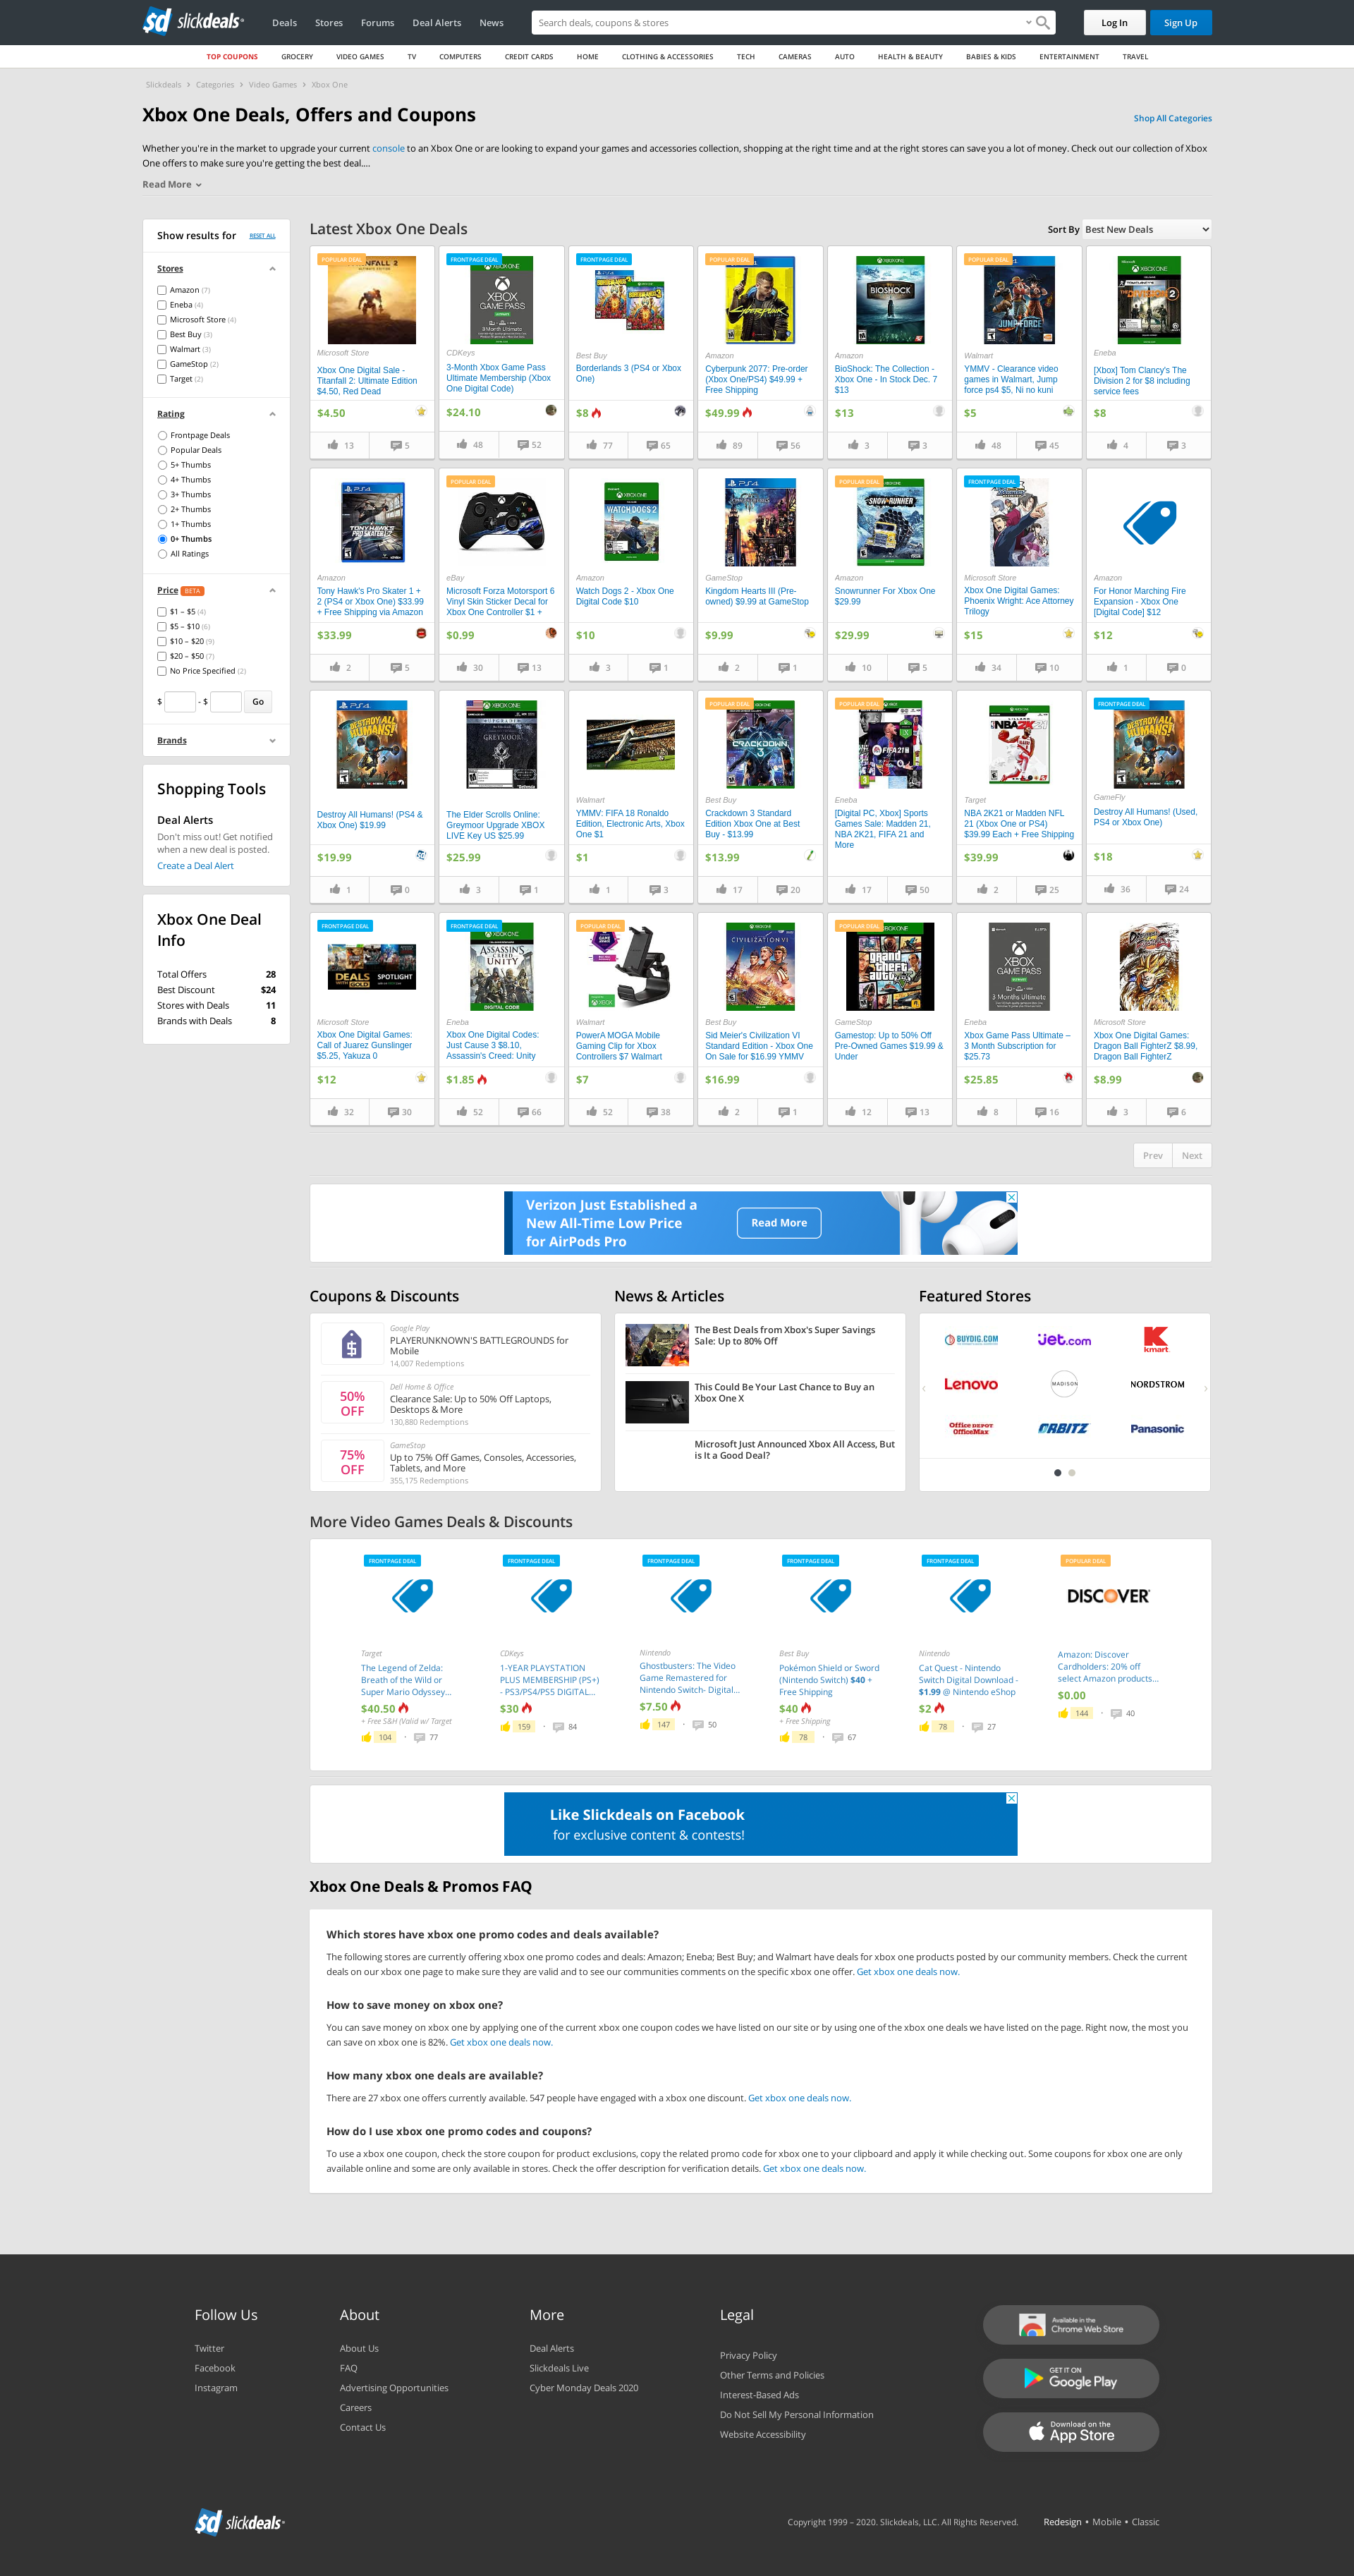 slickdeals
Deals
Stores
Forums
Deal Alerts
News
Search deals, coupons & stores
Log In
Sign Up
TOP COUPONS
GROCERY
VIDEO GAMES
TV
COMPUTERS
CREDIT CARDS
HOME
CLOTHING & ACCESSORIES
TECH
CAMERAS
AUTO
HEALTH & BEAUTY
BABIES & KIDS
ENTERTAINMENT
TRAVEL
Slickdeals > Categories > Video Games > Xbox One
Xbox One Deals, Offers and Coupons
Shop All Categories
Whether you're in the market to upgrade your current console to an Xbox One or are looking to expand your games and accessories collection, shopping at the right time and at the right stores can save you a lot of money. Check out our collection of Xbox
One offers to make sure you're getting the best deal....
Read More
Show results for
RESET ALL
Stores
Amazon (7)
Eneba (4)
Microsoft Store (4)
Best Buy (3)
Walmart (3)
GameStop (2)
Target (2)
Rating
Frontpage Deals
Popular Deals
5+ Thumbs
4+ Thumbs
3+ Thumbs
2+ Thumbs
1+ Thumbs
0+ Thumbs
All Ratings
Price BETA
$1 – $5 (4)
$5 – $10 (6)
$10 – $20 (9)
$20 – $50 (7)
No Price Specified (2)
$ - $ Go
Brands
Shopping Tools
Deal Alerts
Don't miss out! Get notified
when a new deal is posted.
Create a Deal Alert
Xbox One Deal
Info
Total Offers 28
Best Discount $24
Stores with Deals 11
Brands with Deals 8
Latest Xbox One Deals
Sort By Best New Deals
POPULAR DEAL
Microsoft Store
Xbox One Digital Sale -
Titanfall 2: Ultimate Edition
$4.50, Red Dead
$4.50
13 5
FRONTPAGE DEAL
XBOX
GAME PASS
CDKeys
3-Month Xbox Game Pass
Ultimate Membership (Xbox
One Digital Code)
$24.10
48 52
FRONTPAGE DEAL
Best Buy
Borderlands 3 (PS4 or Xbox
One)
$8
77 65
POPULAR DEAL
Amazon
Cyberpunk 2077: Pre-order
(Xbox One/PS4) $49.99 +
Free Shipping
$49.99
89 56
BIOSHOCK
Amazon
BioShock: The Collection -
Xbox One - In Stock Dec. 7
$13
$13
3 3
POPULAR DEAL
JUMP FORCE
Walmart
YMMV - Clearance video
games in Walmart, Jump
force ps4 $5, Ni no kuni
$5
48 45
Eneba
[Xbox] Tom Clancy's The
Division 2 for $8 including
service fees
$8
4 3
PS4
TONY HAWK'S
Amazon
Tony Hawk's Pro Skater 1 +
2 (PS4 or Xbox One) $33.99
+ Free Shipping via Amazon
$33.99
2 5
POPULAR DEAL
eBay
Microsoft Forza Motorsport 6
Vinyl Skin Sticker Decal for
Xbox One Controller $1 +
$0.99
30 13
WATCH DOGS 2
Amazon
Watch Dogs 2 - Xbox One
Digital Code $10
$10
3 1
PS4
GameStop
Kingdom Hearts III (Pre-
owned) $9.99 at GameStop
$9.99
2 1
POPULAR DEAL
SNOWRUNNER
Amazon
Snowrunner For Xbox One
$29.99
$29.99
10 5
FRONTPAGE DEAL
Microsoft Store
Xbox One Digital Games:
Phoenix Wright: Ace Attorney
Trilogy
$15
34 10
Amazon
For Honor Marching Fire
Expansion - Xbox One
[Digital Code] $12
$12
1 0
PS4
DESTROY ALL HUMANS!
Destroy All Humans! (PS4 &
Xbox One) $19.99
$19.99
1 0
XBOX ONE
UPGRADE
GREYMOOR
The Elder Scrolls Online:
Greymoor Upgrade XBOX
LIVE Key US $25.99
$25.99
3 1
Walmart
YMMV: FIFA 18 Ronaldo
Edition, Electronic Arts, Xbox
One $1
$1
1 3
POPULAR DEAL
CRACKDOWN 3
Best Buy
Crackdown 3 Standard
Edition Xbox One at Best
Buy - $13.99
$13.99
17 20
POPULAR DEAL
FIFA 21
Eneba
[Digital PC, Xbox] Sports
Games Sale: Madden 21,
NBA 2K21, FIFA 21 and
More
17 50
NBA2K21
Target
NBA 2K21 or Madden NFL
21 (Xbox One or PS4)
$39.99 Each + Free Shipping
$39.99
2 25
FRONTPAGE DEAL
DESTROY ALL HUMANS!
GameFly
Destroy All Humans! (Used,
PS4 or Xbox One)
$18
36 24
FRONTPAGE DEAL
DEALS
SPOTLIGHT
Microsoft Store
Xbox One Digital Games:
Call of Juarez Gunslinger
$5.25, Yakuza 0
$12
32 30
FRONTPAGE DEAL
ASSASSIN'S
CREED
UNITY
DIGITAL CODE
Eneba
Xbox One Digital Codes:
Just Cause 3 $8.10,
Assassin's Creed: Unity
$1.85
52 66
POPULAR DEAL
Walmart
PowerA MOGA Mobile
Gaming Clip for Xbox
Controllers $7 Walmart
$7
52 38
CIVILIZATION VI
Best Buy
Sid Meier's Civilization VI
Standard Edition - Xbox One
On Sale for $16.99 YMMV
$16.99
2 1
POPULAR DEAL
grand
theft
auto
GameStop
Gamestop: Up to 50% Off
Pre-Owned Games $19.99 &
Under
12 13
XBOX
GAME PASS
3 Months Ultimate
Eneba
Xbox Game Pass Ultimate –
3 Month Subscription for
$25.73
$25.85
8 16
Microsoft Store
Xbox One Digital Games:
Dragon Ball FighterZ $8.99,
Dragon Ball FighterZ
$8.99
3 6
Prev Next
Verizon Just Established a
New All-Time Low Price
for AirPods Pro
Read More
Coupons & Discounts
Google Play
PLAYERUNKNOWN'S BATTLEGROUNDS for
Mobile
14,007 Redemptions
50%
OFF
Dell Home & Office
Clearance Sale: Up to 50% Off Laptops,
Desktops & More
130,880 Redemptions
75%
OFF
GameStop
Up to 75% Off Games, Consoles, Accessories,
Tablets, and More
355,175 Redemptions
News & Articles
The Best Deals from Xbox's Super Savings
Sale: Up to 80% Off
This Could Be Your Last Chance to Buy an
Xbox One X
Microsoft Just Announced Xbox All Access, But
is It a Good Deal?
Featured Stores
BUYDIG.COM
Jet.com
kmart
Lenovo
MADISON
NORDSTROM
Office DEPOT
OfficeMax
ORBITZ
Panasonic
More Video Games Deals & Discounts
FRONTPAGE DEAL
Target
The Legend of Zelda:
Breath of the Wild or
Super Mario Odyssey...
$40.50
+ Free S&H (Valid w/ Target
104 · 77
FRONTPAGE DEAL
CDKeys
1-YEAR PLAYSTATION
PLUS MEMBERSHIP (PS+)
- PS3/PS4/PS5 DIGITAL...
$30
159 · 84
FRONTPAGE DEAL
Nintendo
Ghostbusters: The Video
Game Remastered for
Nintendo Switch- Digital...
$7.50
147 · 50
FRONTPAGE DEAL
Best Buy
Pokémon Shield or Sword
(Nintendo Switch) $40 +
Free Shipping
$40
+ Free Shipping
78 · 67
FRONTPAGE DEAL
Nintendo
Cat Quest - Nintendo
Switch Digital Download -
$1.99 @ Nintendo eShop
$2
78 · 27
POPULAR DEAL
DISCOVER
Amazon: Discover
Cardholders: 20% off
select Amazon products...
$0.00
144 · 40
Like Slickdeals on Facebook
for exclusive content & contests!
Xbox One Deals & Promos FAQ
Which stores have xbox one promo codes and deals available?
The following stores are currently offering xbox one promo codes and deals: Amazon; Eneba; Best Buy; and Walmart have deals for xbox one products posted by our community members. Check the current
deals on our xbox one page to make sure they are valid and to see our communities comments on the specific xbox one offer. Get xbox one deals now.
How to save money on xbox one?
You can save money on xbox one by applying one of the current xbox one coupon codes we have listed on our site or by using one of the xbox one deals we have listed on the page. Right now, the most you
can save on xbox one is 82%. Get xbox one deals now.
How many xbox one deals are available?
There are 27 xbox one offers currently available. 547 people have engaged with a xbox one discount. Get xbox one deals now.
How do I use xbox one promo codes and coupons?
To use a xbox one coupon, check the store coupon for product exclusions, copy the related promo code for xbox one to your clipboard and apply it while checking out. Some coupons for xbox one are only
available online and some are only available in stores. Check the offer description for verification details. Get xbox one deals now.
Follow Us
Twitter
Facebook
Instagram
About
About Us
FAQ
Advertising Opportunities
Careers
Contact Us
More
Deal Alerts
Slickdeals Live
Cyber Monday Deals 2020
Legal
Privacy Policy
Other Terms and Policies
Interest-Based Ads
Do Not Sell My Personal Information
Website Accessibility
Available in the
Chrome Web Store
GET IT ON
Google Play
Download on the
App Store
slickdeals
Copyright 1999 – 2020. Slickdeals, LLC. All Rights Reserved.
Redesign • Mobile • Classic